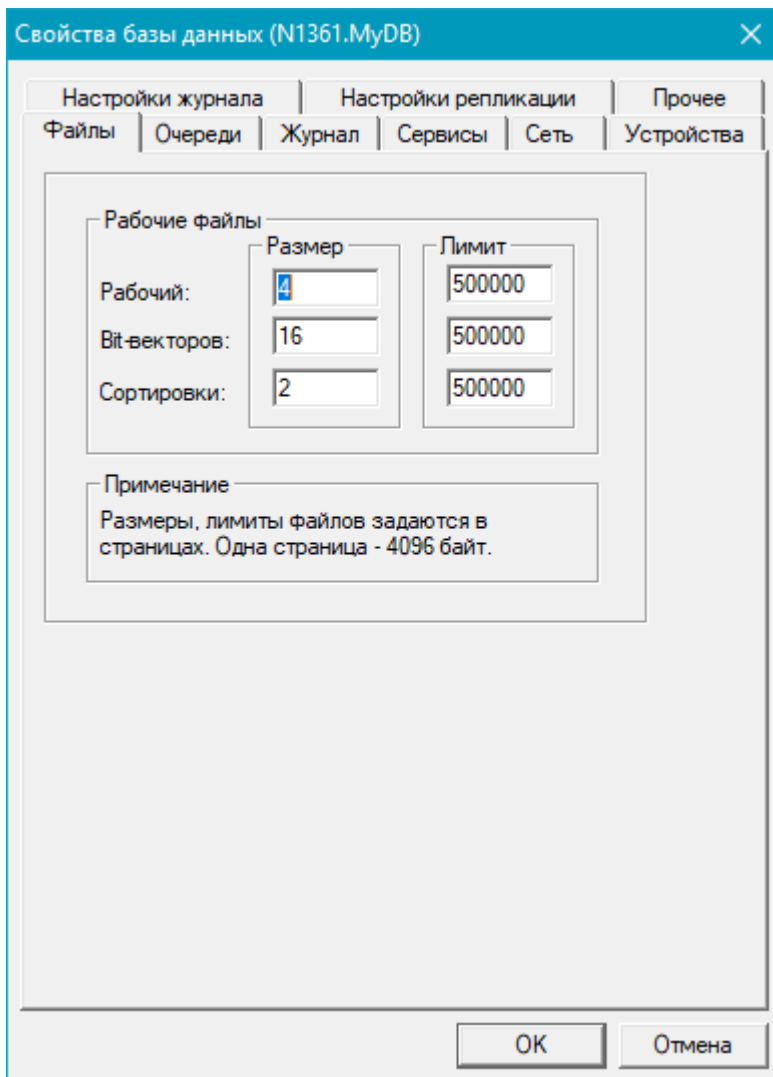 Свойства базы данных (N1361.MyDB)
Настройки журнала Настройки репликации Прочее
Файлы Очереди Журнал Сервисы Сеть Устройства
Рабочие файлы
Размер Лимит
Рабочий: 4 500000
Bit-векторов: 16 500000
Сортировки: 2 500000
Примечание
Размеры, лимиты файлов задаются в
страницах. Одна страница - 4096 байт.
OK Отмена